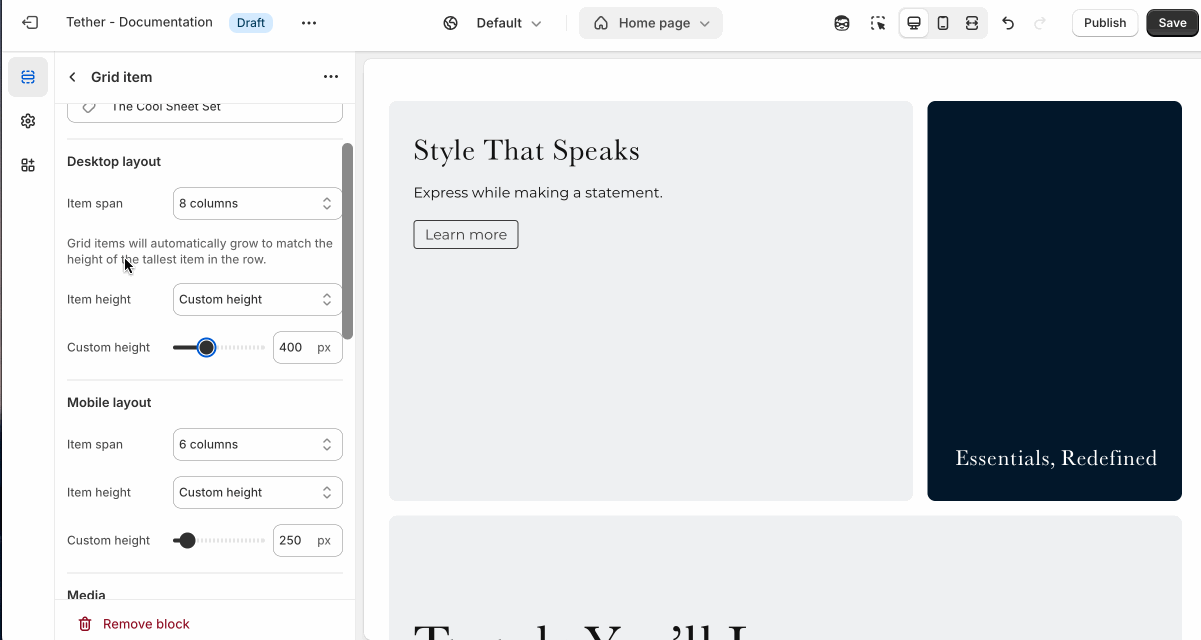 Tether - Documentation Draft
Default
Home page
Publish
Save
Grid item
The Cool Sheet Set
Desktop layout
Item span 8 columns
Grid items will automatically grow to match the
height of the tallest item in the row.
Item height Custom height
Custom height 400 px
Mobile layout
Item span 6 columns
Item height Custom height
Custom height 250 px
Media
Remove block
Style That Speaks
Express while making a statement.
Learn more
Essentials, Redefined